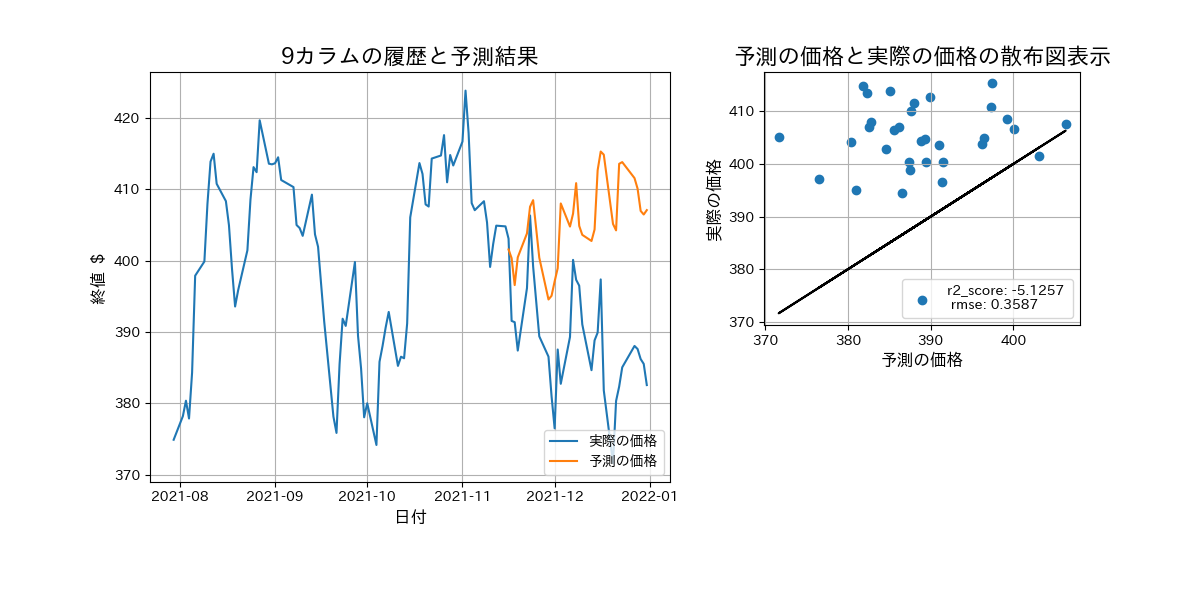 9カラムの履歴と予測結果
420
410
400
390
380
370
終値 $
2021-08 2021-09 2021-10 2021-11 2021-12 2022-01
日付
実際の価格
予測の価格
予測の価格と実際の価格の散布図表示
410
400
390
380
370
実際の価格
370 380 390 400
予測の価格
r2_score: -5.1257
rmse: 0.3587